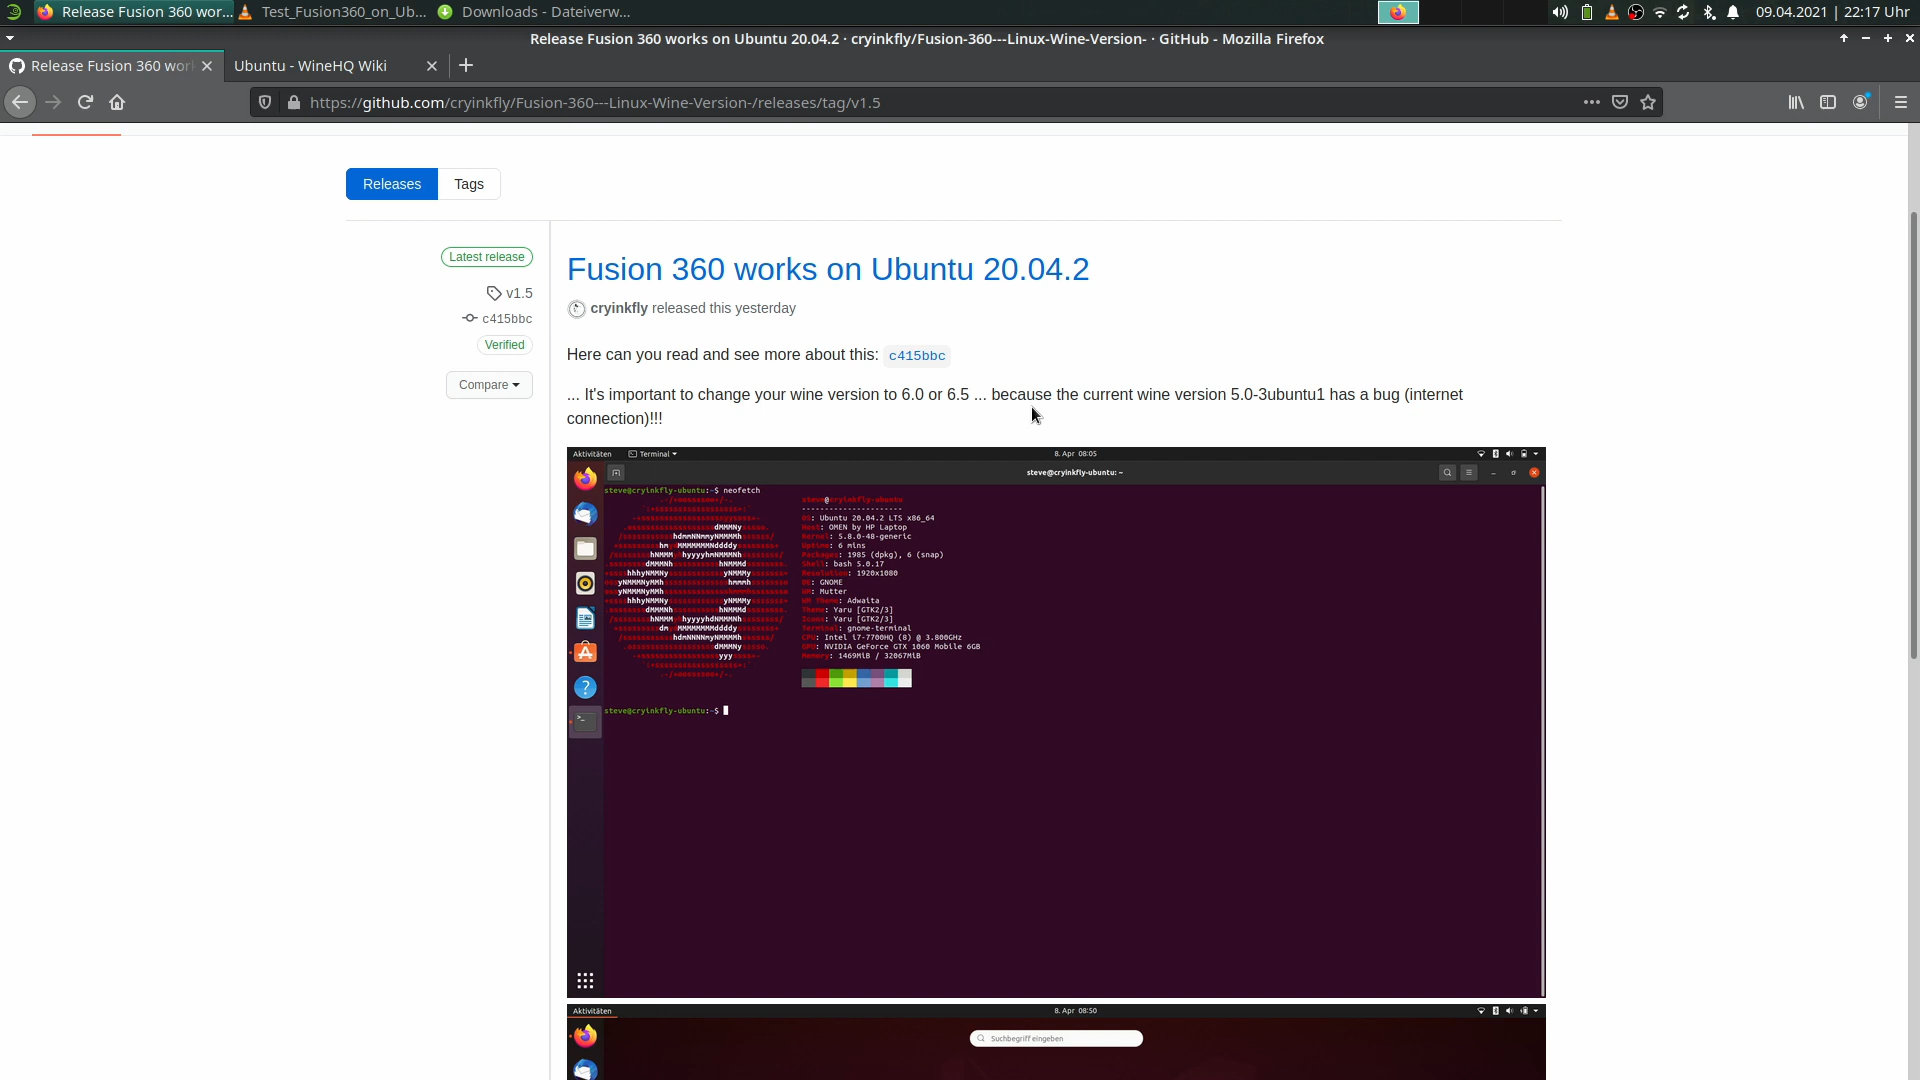 Release Fusion 360 wor...
Test_Fusion360_on_Ub...
Downloads - Dateiverw...
09.04.2021 | 22:17 Uhr
Release Fusion 360 works on Ubuntu 20.04.2 · cryinkfly/Fusion-360---Linux-Wine-Version- · GitHub - Mozilla Firefox
Release Fusion 360 wor
Ubuntu - WineHQ Wiki
https://github.com/cryinkfly/Fusion-360---Linux-Wine-Version-/releases/tag/v1.5
Releases
Tags
Latest release
v1.5
c415bbc
Verified
Compare
Fusion 360 works on Ubuntu 20.04.2
cryinkfly released this yesterday
Here can you read and see more about this: c415bbc
... It's important to change your wine version to 6.0 or 6.5 ... because the current wine version 5.0-3ubuntu1 has a bug (internet
connection)!!!
Aktivitäten
Terminal
8. Apr 08:05
steve@cryinkfly-ubuntu: ~
steve@cryinkfly-ubuntu:~$ neofetch
steve@cryinkfly-ubuntu
OS: Ubuntu 20.04.2 LTS x86_64
Host: OMEN by HP Laptop
Kernel: 5.8.0-48-generic
Uptime: 6 mins
Packages: 1985 (dpkg), 6 (snap)
Shell: bash 5.0.17
Resolution: 1920x1080
DE: GNOME
WM: Mutter
WM Theme: Adwaita
Theme: Yaru [GTK2/3]
Icons: Yaru [GTK2/3]
Terminal: gnome-terminal
CPU: Intel i7-7700HQ (8) @ 3.800GHz
GPU: NVIDIA GeForce GTX 1060 Mobile 6GB
Memory: 1469MiB / 32067MiB
steve@cryinkfly-ubuntu:~$
Aktivitäten
8. Apr 08:50
Suchbegriff eingeben